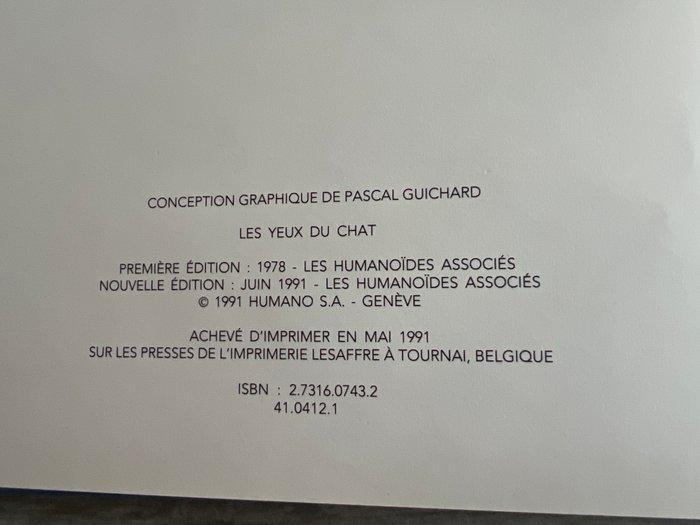 CONCEPTION GRAPHIQUE DE PASCAL GUICHARD
LES YEUX DU CHAT
PREMIÈRE ÉDITION : 1978 - LES HUMANOÏDES ASSOCIÉS
NOUVELLE ÉDITION : JUIN 1991 - LES HUMANOÏDES ASSOCIÉS
© 1991 HUMANO S.A. - GENÈVE
ACHEVÉ D'IMPRIMER EN MAI 1991
SUR LES PRESSES DE L'IMPRIMERIE LESAFFRE À TOURNAI, BELGIQUE
ISBN : 2.7316.0743.2
41.0412.1